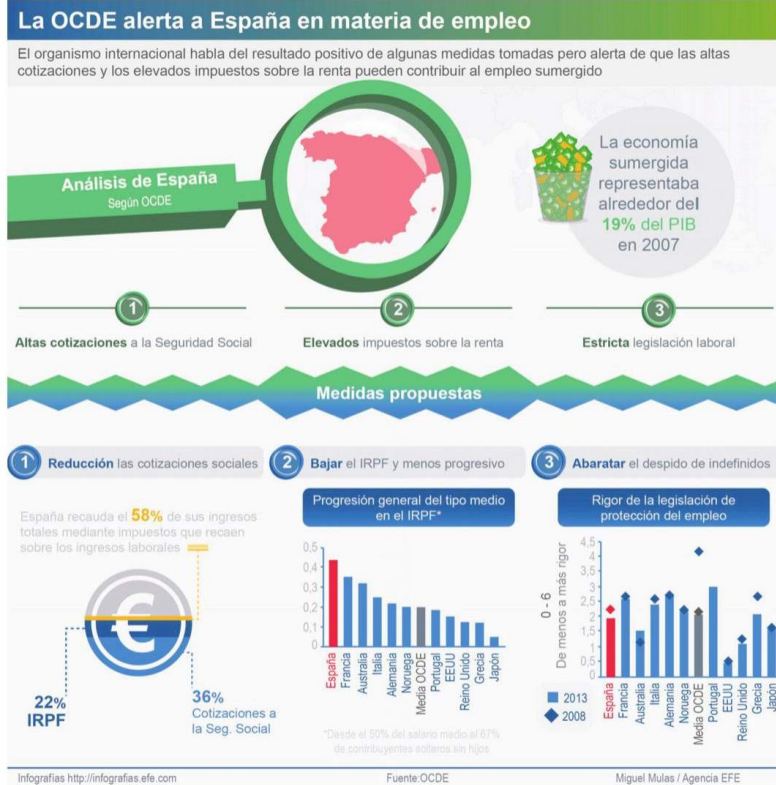 La OCDE alerta a España en materia de empleo
El organismo internacional habla del resultado positivo de algunas medidas tomadas pero alerta de que las altas
cotizaciones y los elevados impuestos sobre la renta pueden contribuir al empleo sumergido
Análisis de España
Según OCDE
La economía
sumergida
representaba
alrededor del
19% del PIB
en 2007
1
Altas cotizaciones a la Seguridad Social
2
Elevados impuestos sobre la renta
3
Estricta legislación laboral
Medidas propuestas
1 Reducción las cotizaciones sociales
España recauda el 58% de sus ingresos
totales mediante impuestos que recaen
sobre los ingresos laborales
€
22%
IRPF
36%
Cotizaciones a
la Seg. Social
2 Bajar el IRPF y menos progresivo
Progresión general del tipo medio
en el IRPF*
0,5
0,4
0,3
0,2
0,1
0
España
Francia
Australia
Italia
Alemania
Noruega
Media OCDE
Portugal
EEUU
Reino Unido
Grecia
Japón
*Desde el 50% del salario medio al 67%
de contribuyentes solteros sin hijos
3 Abaratar el despido de indefinidos
Rigor de la legislación de
protección del empleo
0 - 6
De menos a más rigor
4,5
4
3,5
3
2,5
2
1,5
1
0,5
0
2013
2008
España
Francia
Australia
Italia
Alemania
Noruega
Media OCDE
Portugal
EEUU
Reino Unido
Grecia
Japón
Infografías http://infografias.efe.com
Fuente:OCDE
Miguel Mulas / Agencia EFE